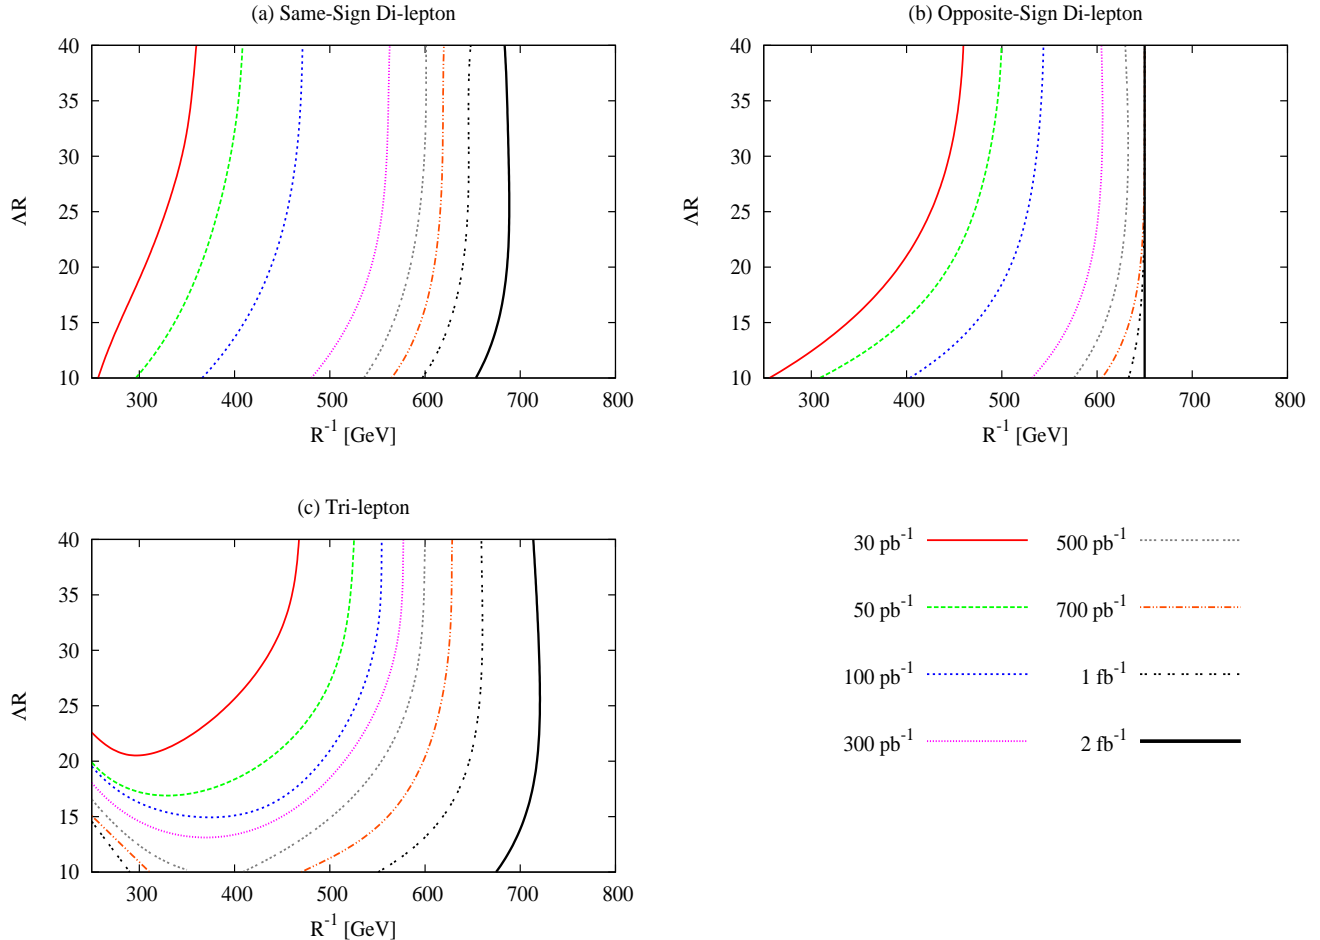 (a) Same-Sign Di-lepton
40
35
30
25
20
15
10
ΛR
300 400 500 600 700 800
R⁻¹ [GeV]
(b) Opposite-Sign Di-lepton
40
35
30
25
20
15
10
ΛR
300 400 500 600 700 800
R⁻¹ [GeV]
(c) Tri-lepton
40
35
30
25
20
15
10
ΛR
300 400 500 600 700 800
R⁻¹ [GeV]
30 pb⁻¹
50 pb⁻¹
100 pb⁻¹
300 pb⁻¹
500 pb⁻¹
700 pb⁻¹
1 fb⁻¹
2 fb⁻¹